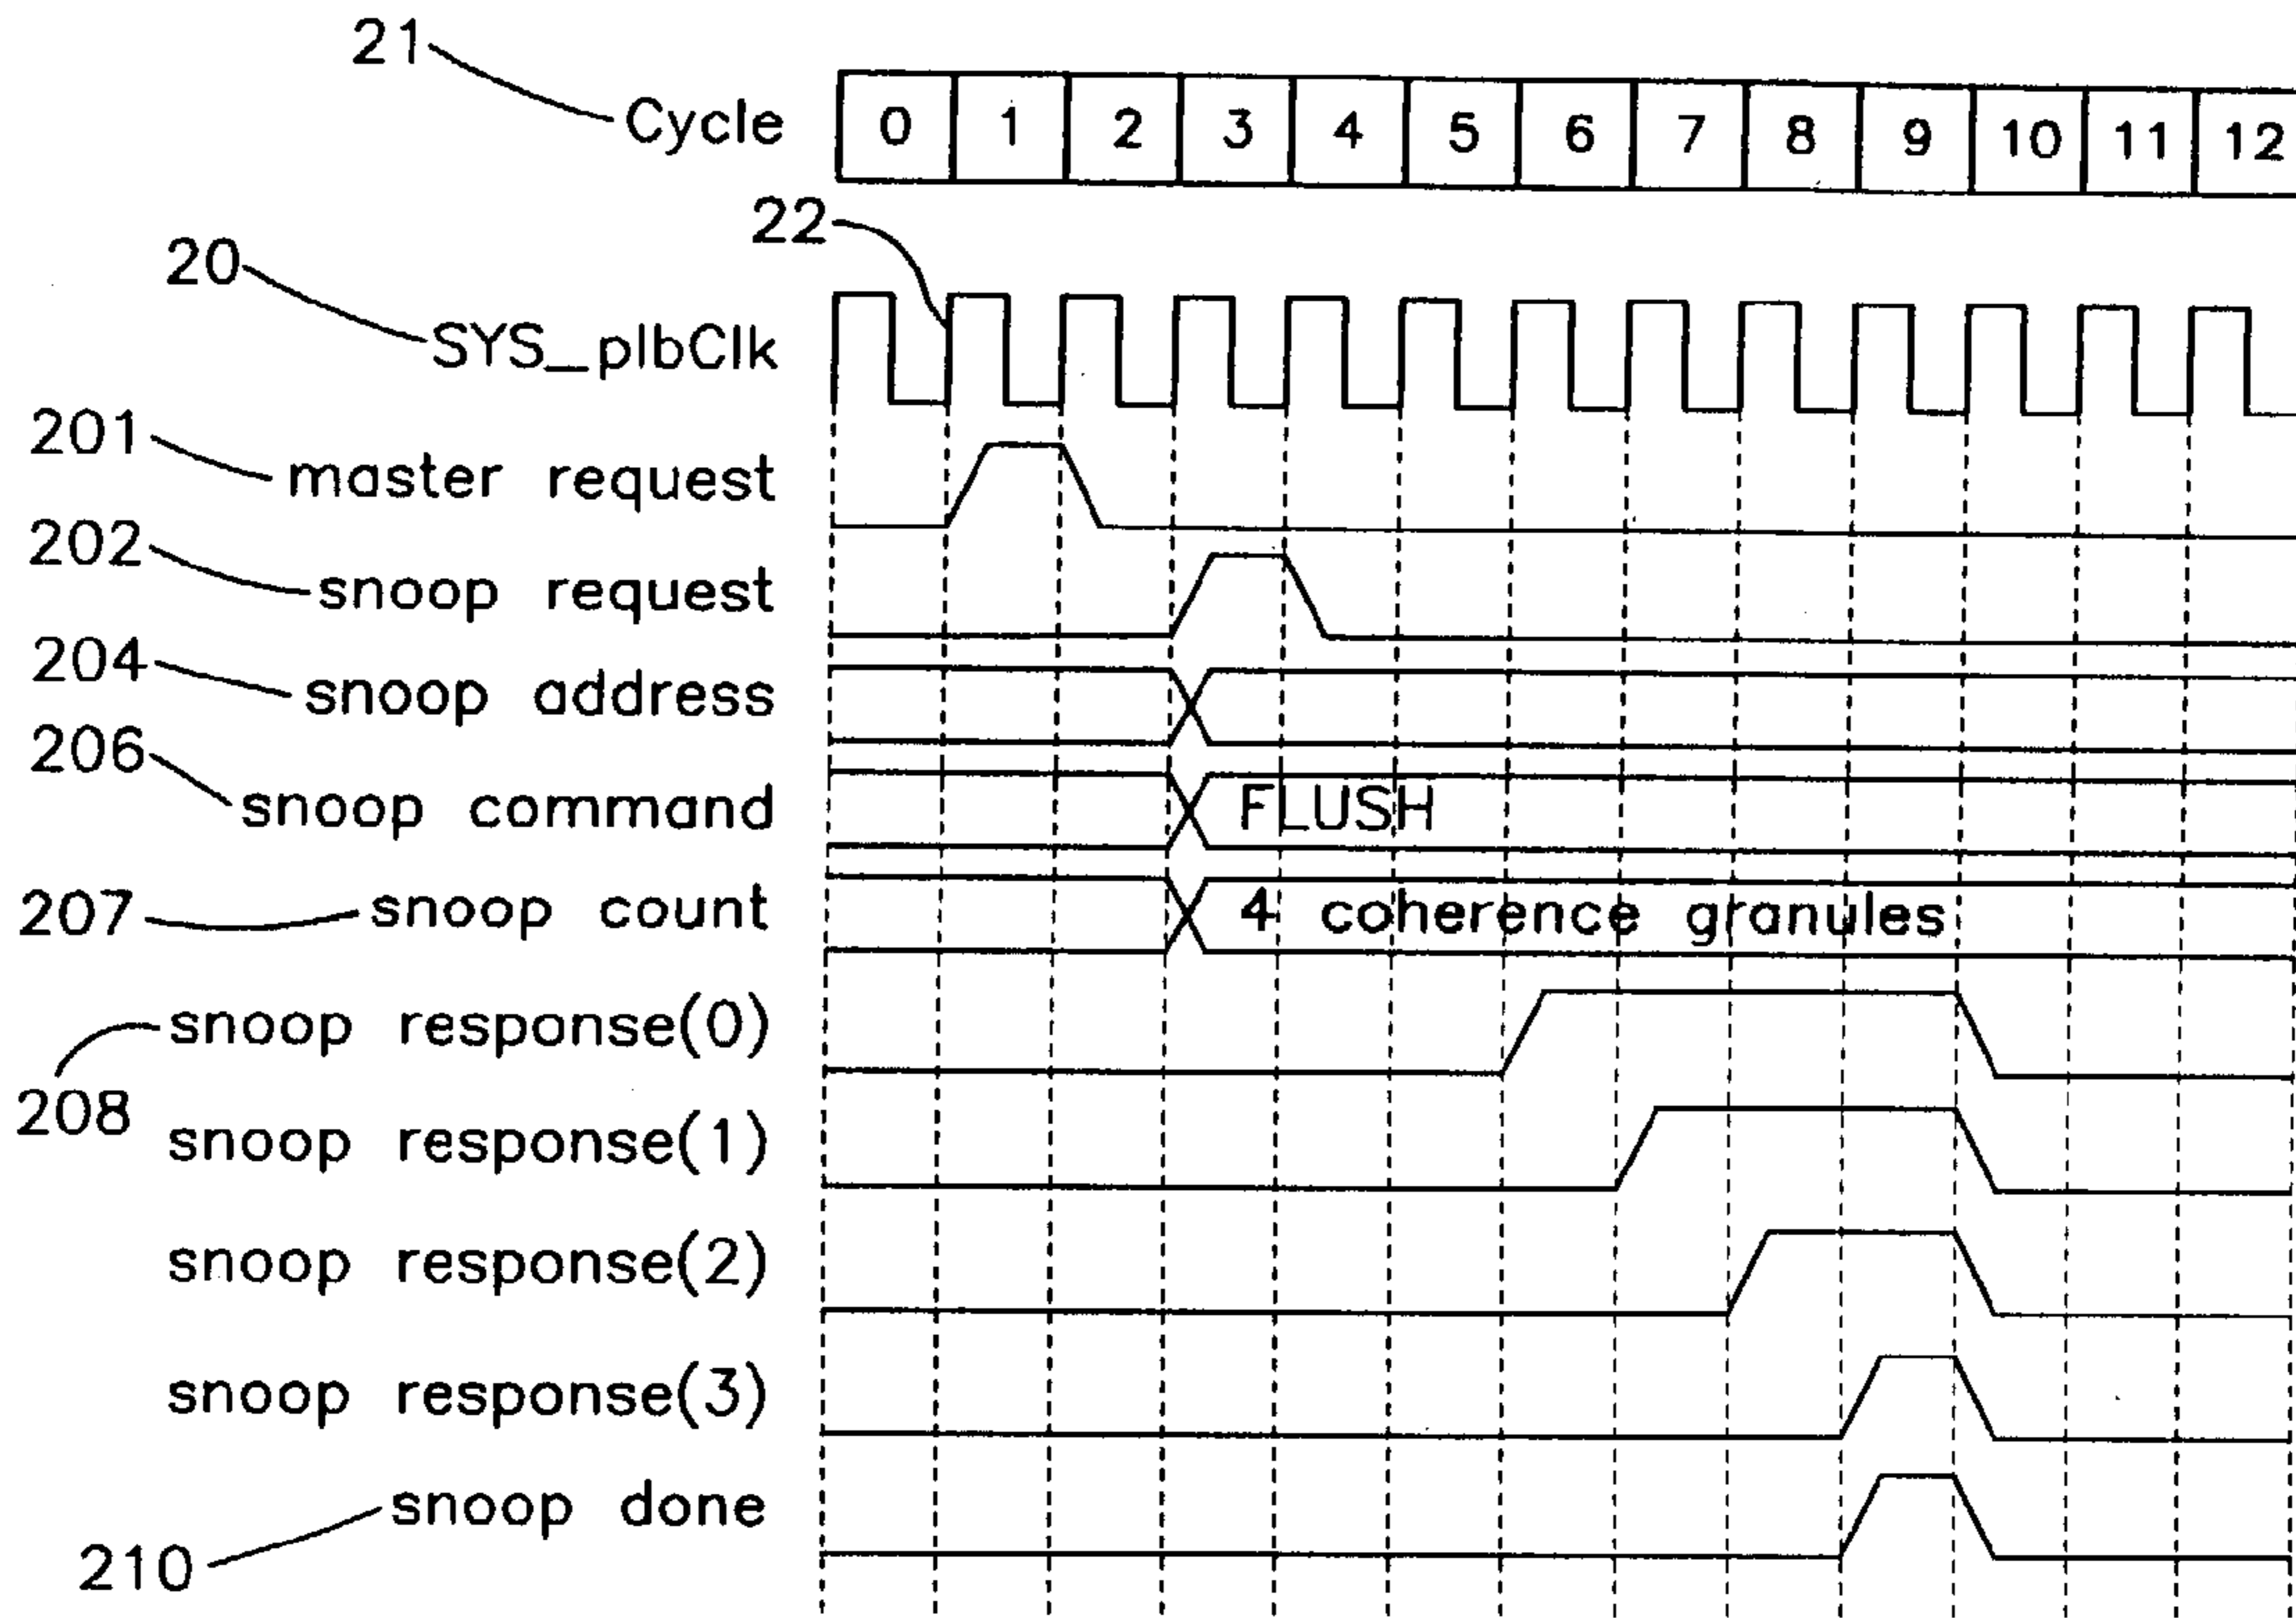 21
Cycle 0 1 2 3 4 5 6 7 8 9 10 11 12
22
20
SYS_plbClk
201
master request
202
snoop request
204
snoop address
206
snoop command FLUSH
207 snoop count 4 coherence granules
snoop response(0)
208
snoop response(1)
snoop response(2)
snoop response(3)
snoop done
210